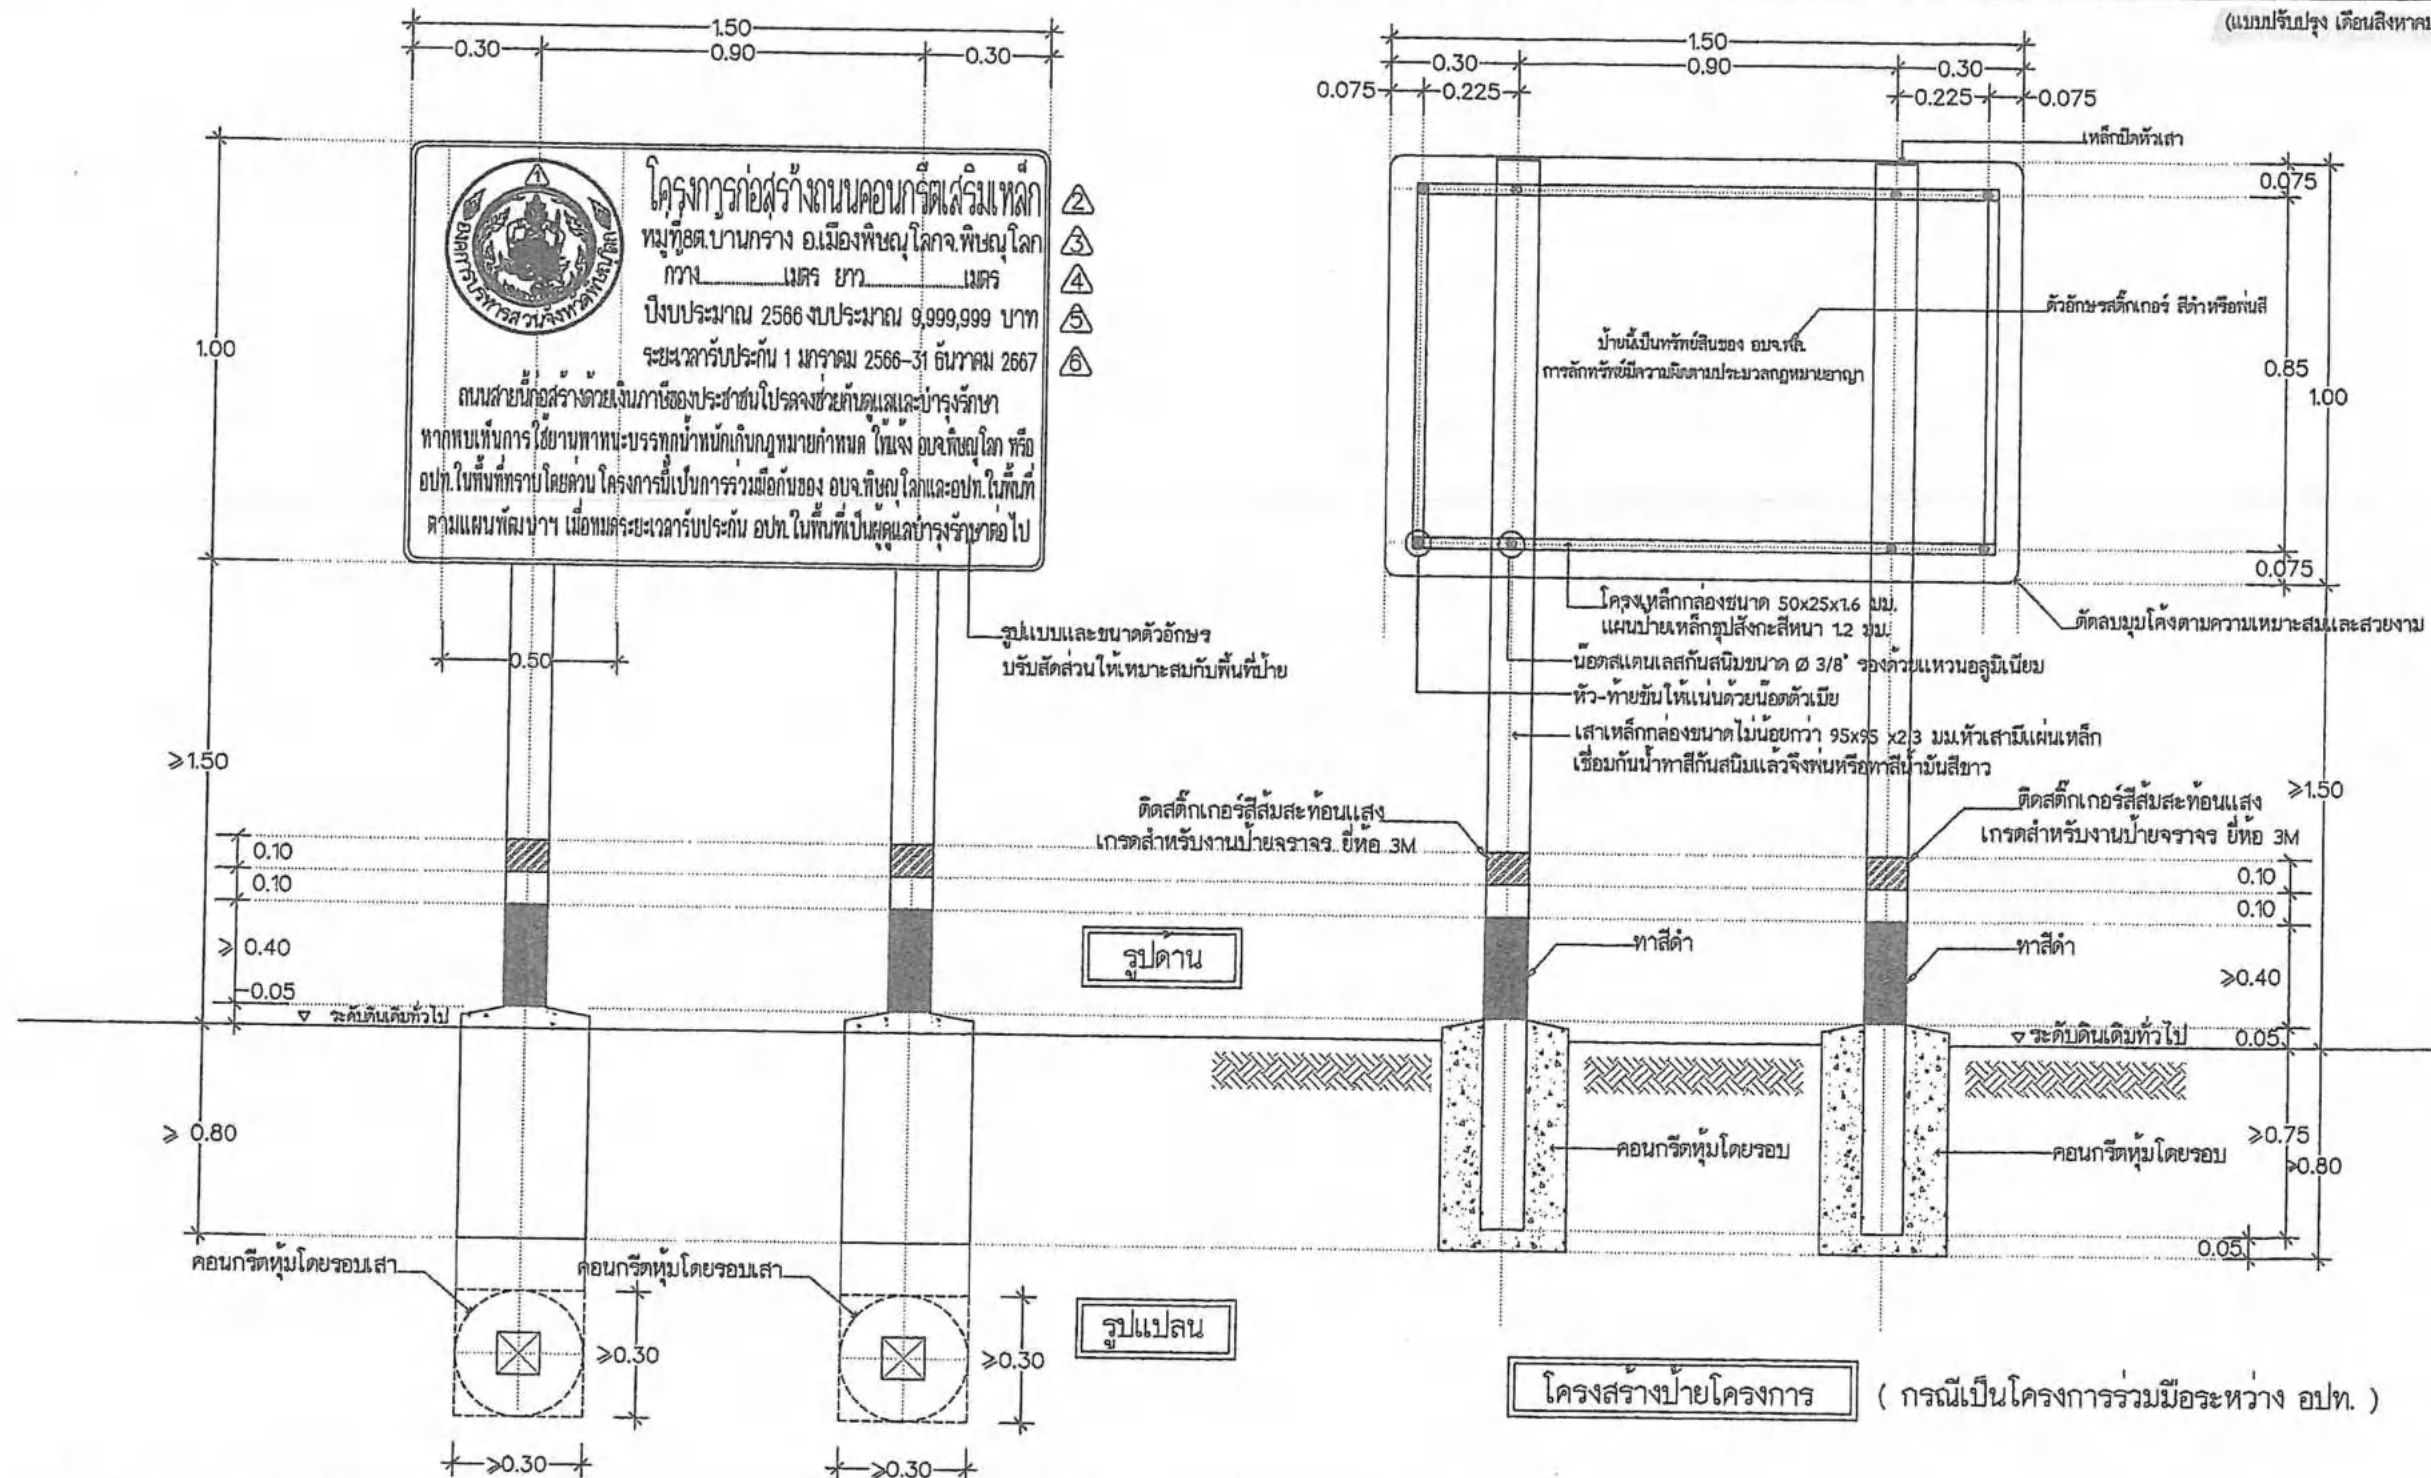 (แบบปรับปรุง เดือนสิงหาคม
1.50
0.30
0.90
0.30
1.00
1
องค์การบริหารส่วนจังหวัดพิษณุโลก
โครงการก่อสร้างถนนคอนกรีตเสริมเหล็ก
2
หมู่ที่8ต.บ้านกร่าง อ.เมืองพิษณุโลกจ.พิษณุโลก
3
กว้าง..............เมตร ยาว..............เมตร
4
ปีงบประมาณ 2566 งบประมาณ 9,999,999 บาท
5
ระยะเวลารับประกัน 1 มกราคม 2566-31 ธันวาคม 2667
6
ถนนสายนี้ก่อสร้างด้วยเงินภาษีของประชาชนโปรดจงช่วยกันดูแลและบำรุงรักษา
หากพบเห็นการใช้ยานพาหนะบรรทุกน้ำหนักเกินกฎหมายกำหนด ให้แจ้ง อบจ.พิษณุโลก หรือ
อปท.ในพื้นที่ทราบโดยด่วน โครงการนี้เป็นการร่วมมือกันของ อบจ.พิษณุโลกและอปท.ในพื้นที่
ตามแผนพัฒนาฯ เมื่อหมดระยะเวลารับประกัน อปท.ในพื้นที่เป็นผู้ดูแลบำรุงรักษาต่อไป
รูปแบบและขนาดตัวอักษร
ปรับสัดส่วนให้เหมาะสมกับพื้นที่ป้าย
0.50
≥1.50
0.10
0.10
≥ 0.40
0.05
▽ ระดับดินเดิมทั่วไป
≥ 0.80
คอนกรีตหุ้มโดยรอบเสา
คอนกรีตหุ้มโดยรอบเสา
≥0.30
≥0.30
≥0.30
≥0.30
รูปด้าน
รูปแปลน
1.50
0.30
0.90
0.30
0.075
0.225
0.225
0.075
เหล็กปิดหัวเสา
0.075
ตัวอักษรสติ๊กเกอร์ สีดำหรือพ่นสี
ป้ายนี้เป็นทรัพย์สินของ อบจ.พล.
การลักทรัพย์มีความผิดตามประมวลกฎหมายอาญา
0.85
1.00
0.075
โครงเหล็กกล่องขนาด 50x25x1.6 มม.
แผ่นป้ายเหล็กชุปสังกะสีหนา 1.2 มม.
ตัดลบมุมโค้งตามความเหมาะสมและสวยงาม
น๊อตสแตนเลสกันสนิมขนาด Ø 3/8" รองด้วยแหวนอลูมิเนียม
หัว-ท้ายขันให้แน่นด้วยน๊อตตัวเมีย
เสาเหล็กกล่องขนาดไม่น้อยกว่า 95x95 x2.3 มม.หัวเสามีแผ่นเหล็ก
เชื่อมกันน้ำทาสีกันสนิมแล้วจึงพ่นหรือทาสีน้ำมันสีขาว
≥1.50
ติดสติ๊กเกอร์สีส้มสะท้อนแสง
เกรดสำหรับงานป้ายจราจร ยี่ห้อ 3M
ติดสติ๊กเกอร์สีส้มสะท้อนแสง
เกรดสำหรับงานป้ายจราจร ยี่ห้อ 3M
0.10
0.10
ทาสีดำ
ทาสีดำ
≥0.40
▽ ระดับดินเดิมทั่วไป
0.05
คอนกรีตหุ้มโดยรอบ
คอนกรีตหุ้มโดยรอบ
≥0.75
≥0.80
0.05
โครงสร้างป้ายโครงการ
( กรณีเป็นโครงการร่วมมือระหว่าง อปท. )